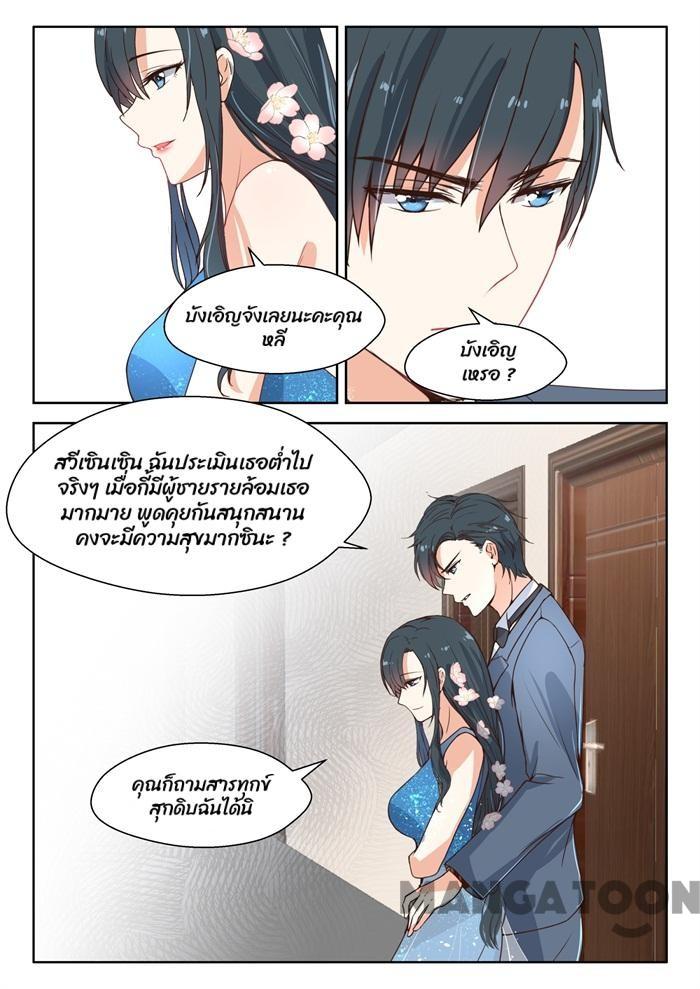 บังเอิญจังเลยนะคะคุณ
หลี
บังเอิญ
เหรอ ?
สวีเซินเซิน ฉันประเมินเธอต่ำไป
จริงๆ เมื่อกี้มีผู้ชายรายล้อมเธอ
มากมาย พูดคุยกันสนุกสนาน
คงจะมีความสุขมากซินะ ?
คุณก็ถามสารทุกข์
สุกดิบฉันได้นิ
MANGATOON